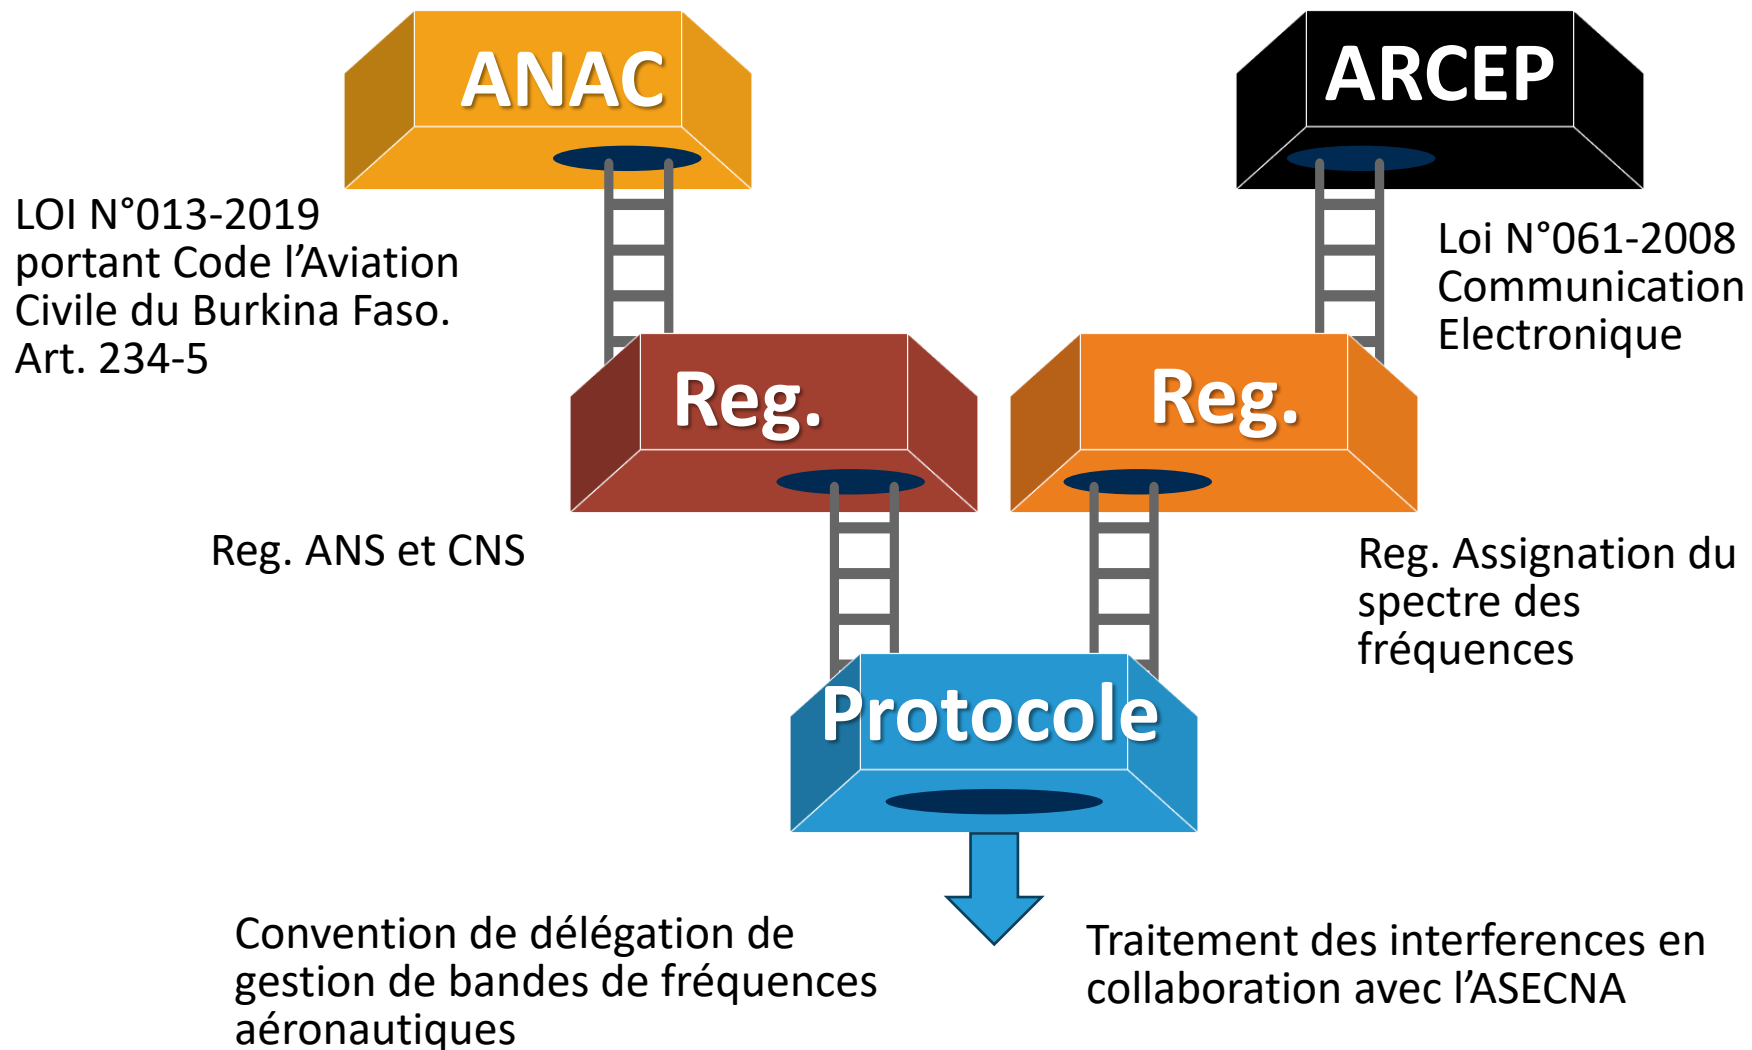 ANAC
ARCEP
LOI N°013-2019
portant Code l’Aviation
Civile du Burkina Faso.
Art. 234-5
Loi N°061-2008
Communication
Electronique
Reg.
Reg.
Reg. ANS et CNS
Reg. Assignation du
spectre des
fréquences
Protocole
Convention de délégation de
gestion de bandes de fréquences
aéronautiques
Traitement des interferences en
collaboration avec l’ASECNA